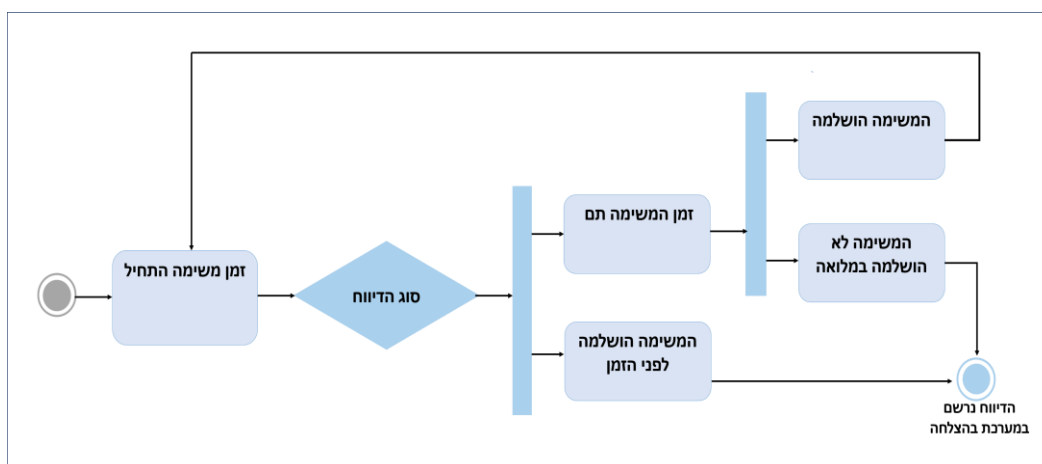 זמן משימה התחיל
סוג הדיווח
זמן המשימה תם
המשימה הושלמה
לפני הזמן
המשימה הושלמה
המשימה לא
הושלמה במלואה
הדיווח נרשם
במערכת בהצלחה